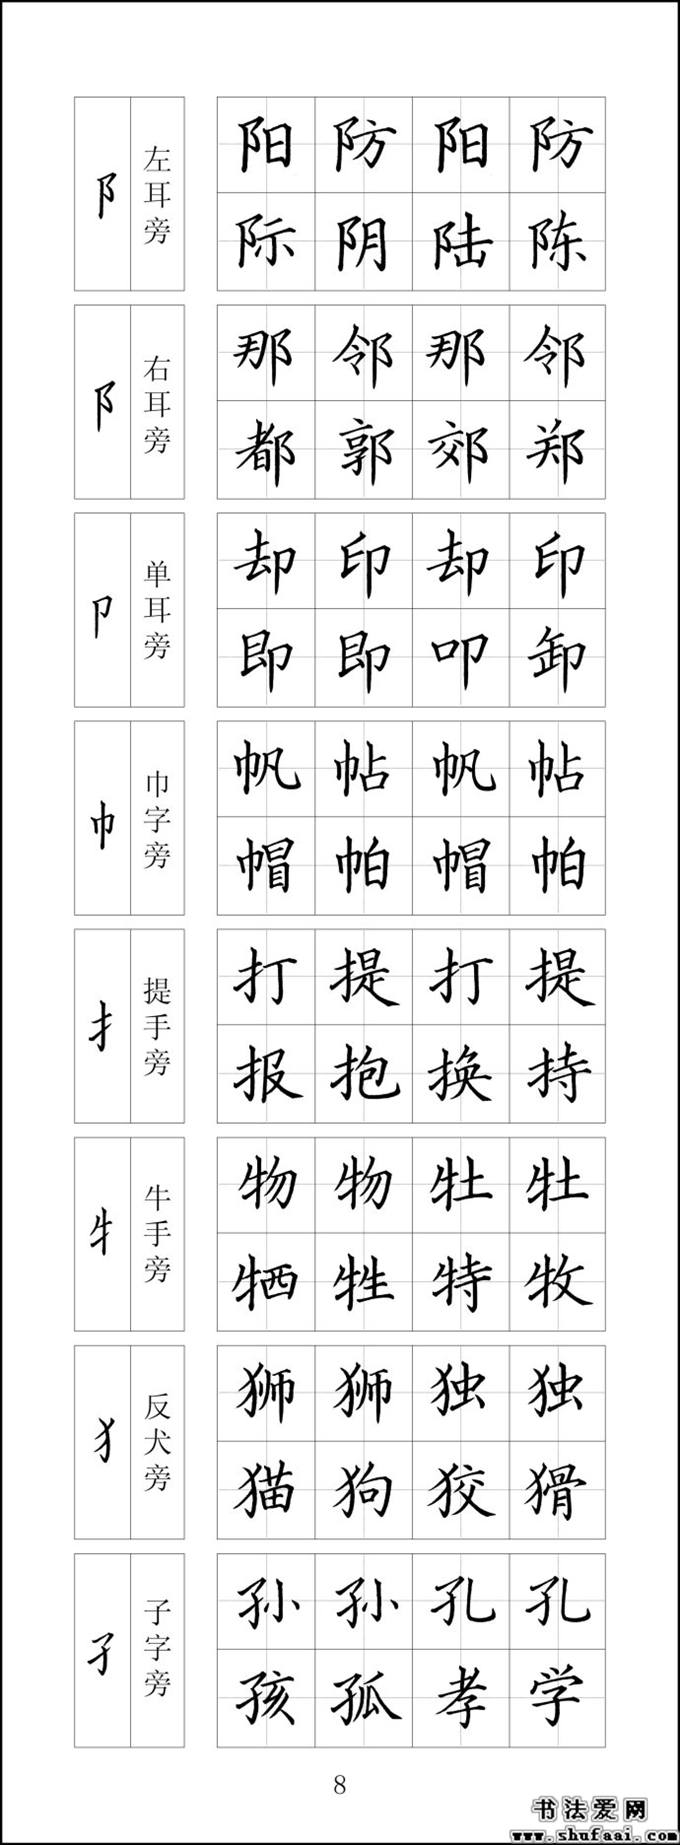 阝 左耳旁 阳防阳防
际阴陆陈
阝 右耳旁 那邻那邻
都郭郊郑
卩 单耳旁 却印却印
即即叩卸
巾 巾字旁 帆帖帆帖
帽帕帽帕
扌 提手旁 打提打提
报抱换持
牜 牛手旁 物物牡牡
牺牲特牧
犭 反犬旁 狮狮独独
猫狗狡猾
子 子字旁 孙孙孔孔
孩孤孝学
8
书法爱网
www.shufaai.com